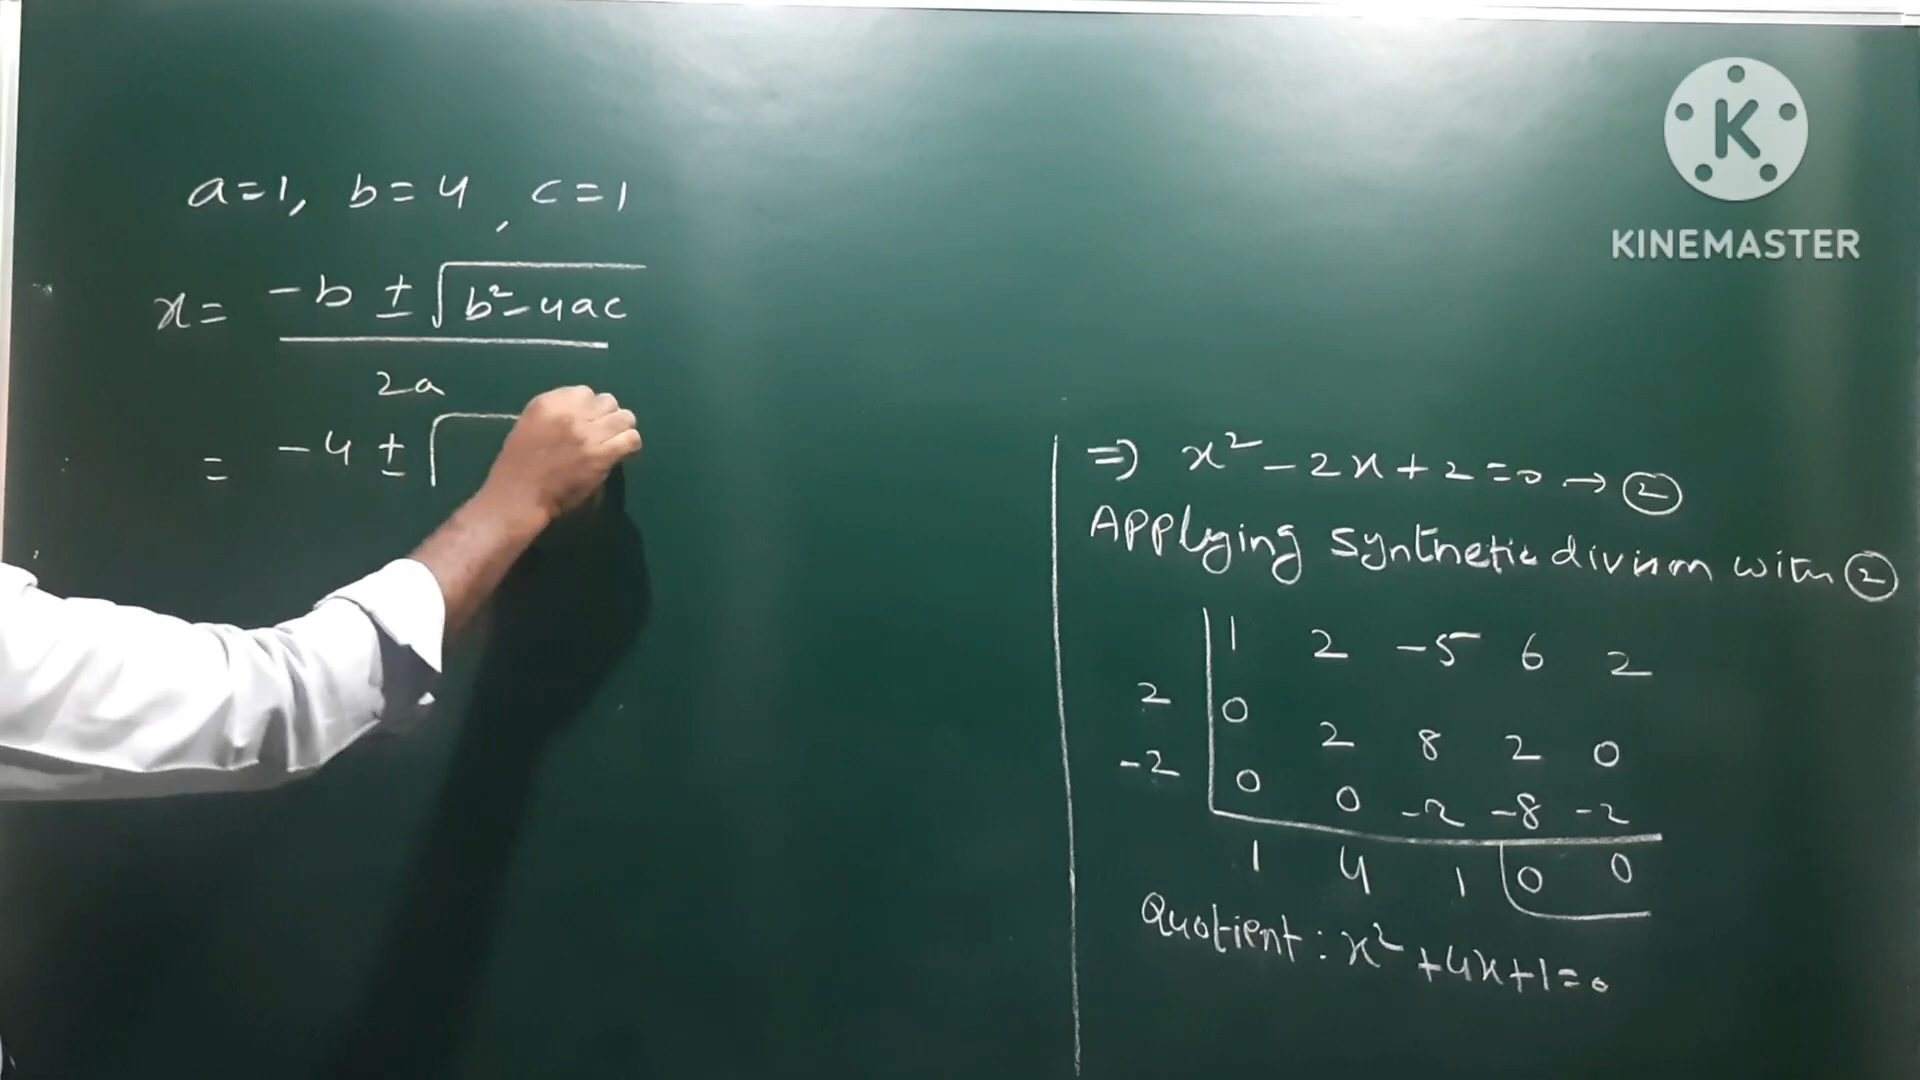 a=1, b=4, c=1
x= -b ± √b²-4ac
2a
= -4 ± √
K
KINEMASTER
=> x²-2x+2=0 → ②
Applying synthetic division with ②
1 2 -5 6 2
2 0 2 8 2 0
-2 0 0 -2 -8 -2
1 4 1 0 0
Quotient: x²+4x+1=0